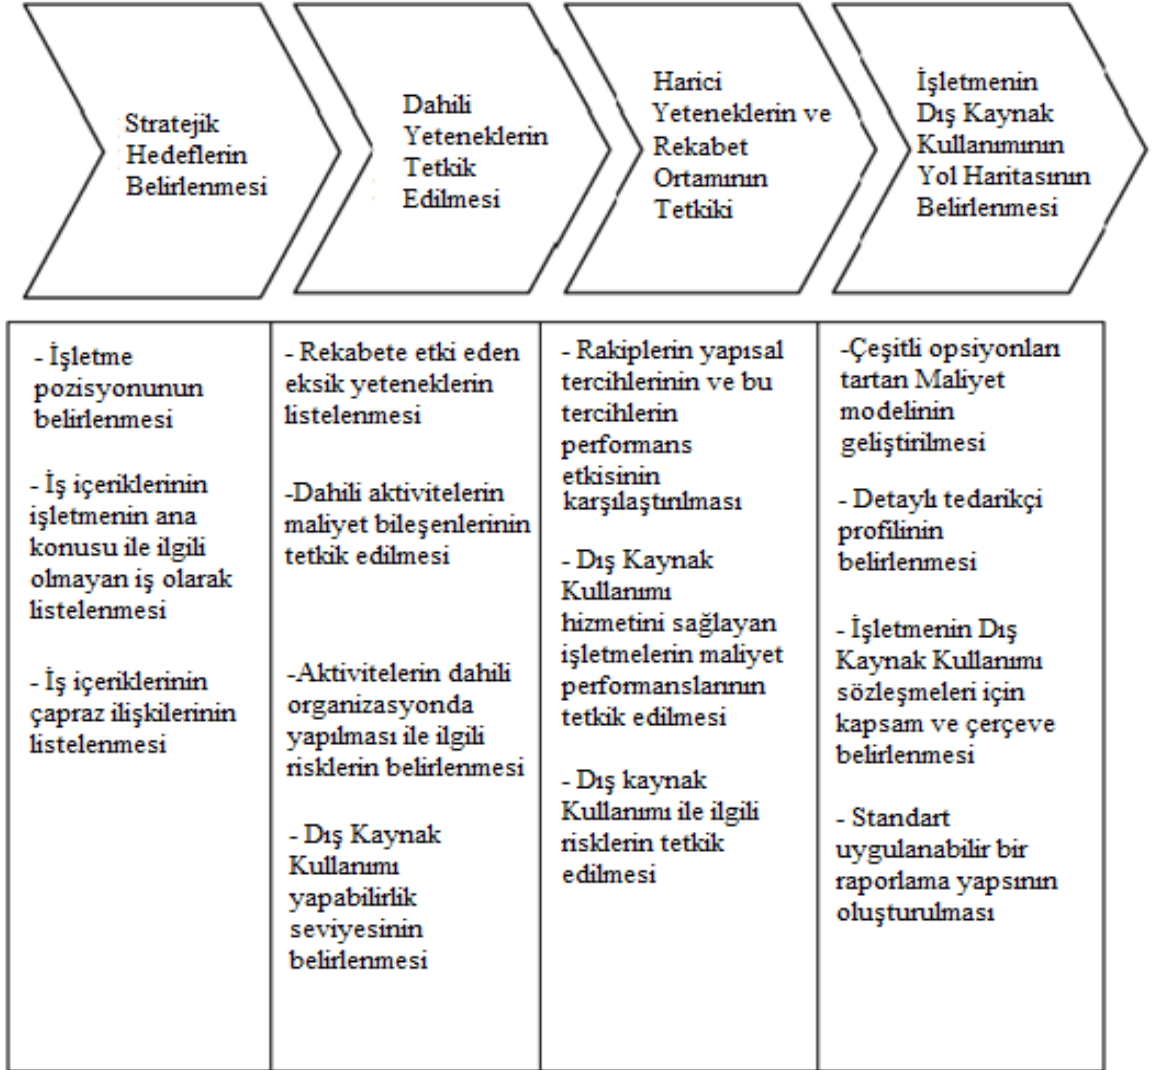 Stratejik
Hedeflerin
Belirlenmesi
Dahili
Yeteneklerin
Tetkik
Edilmesi
Harici
Yeteneklerin ve
Rekabet
Ortamının
Tetkiki
İşletmenin
Dış Kaynak
Kullanımının
Yol Haritasının
Belirlenmesi
- İşletme
pozisyonunun
belirlenmesi
- İş içeriklerinin
işletmenin ana
konusu ile ilgili
olmayan iş olarak
listelenmesi
- İş içeriklerinin
çapraz ilişkilerinin
listelenmesi
- Rekabete etki eden
eksik yeteneklerin
listelenmesi
-Dahili aktivitelerin
maliyet bileşenlerinin
tetkik edilmesi
-Aktivitelerin dahili
organizasyonda
yapılması ile ilgili
risklerin belirlenmesi
- Dış Kaynak
Kullanımı
yapabilirlik
seviyesinin
belirlenmesi
- Rakiplerin yapısal
tercihlerinin ve bu
tercihlerin
performans
etkisinin
karşılaştırılması
- Dış Kaynak
Kullanımı
hizmetini sağlayan
işletmelerin maliyet
performanslarının
tetkik edilmesi
- Dış kaynak
Kullanımı ile ilgili
risklerin tetkik
edilmesi
-Çeşitli opsiyonları
tartan Maliyet
modelinin
geliştirilmesi
- Detaylı tedarikçi
profilinin
belirlenmesi
- İşletmenin Dış
Kaynak Kullanımı
sözleşmeleri için
kapsam ve çerçeve
belirlenmesi
- Standart
uygulanabilir bir
raporlama yapsının
oluşturulması